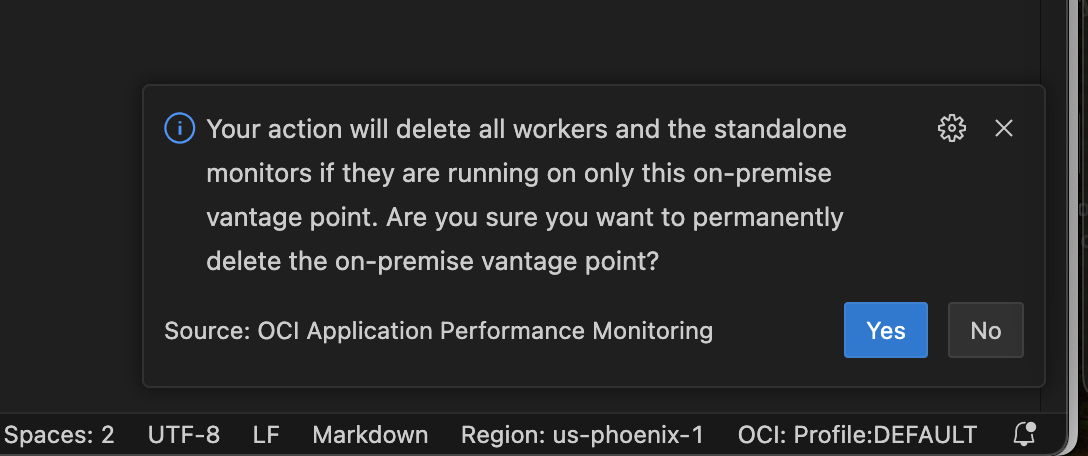 Your action will delete all workers and the standalone
monitors if they are running on only this on-premise
vantage point. Are you sure you want to permanently
delete the on-premise vantage point?
Source: OCI Application Performance Monitoring
Yes
No
Spaces: 2
UTF-8
LF
Markdown
Region: us-phoenix-1
OCI: Profile:DEFAULT